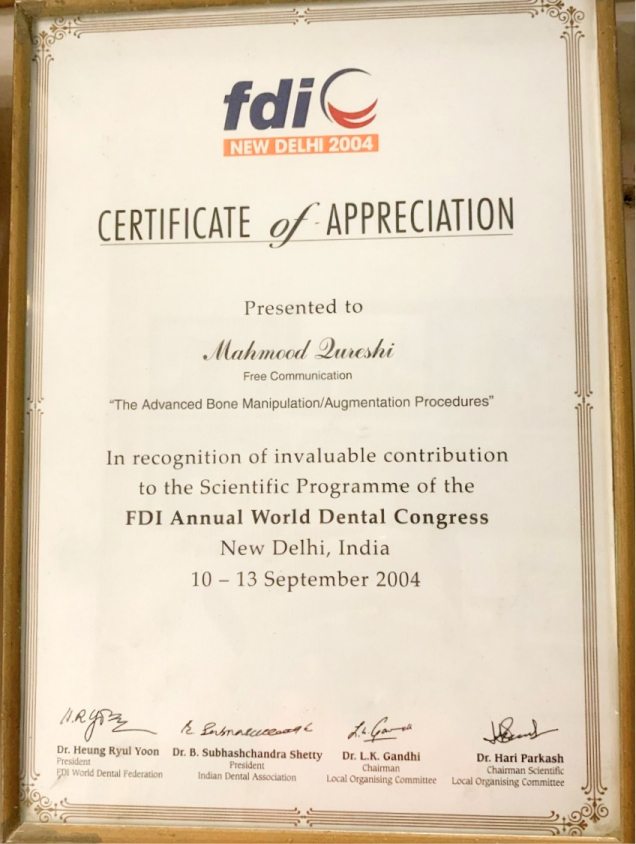 fdi
NEW DELHI 2004
CERTIFICATE of APPRECIATION
Presented to
Mahmood Qureshi
Free Communication
"The Advanced Bone Manipulation/Augmentation Procedures"
In recognition of invaluable contribution
to the Scientific Programme of the
FDI Annual World Dental Congress
New Delhi, India
10 – 13 September 2004
Dr. Heung Ryul Yoon
President
FDI World Dental Federation
Dr. B. Subhashchandra Shetty
President
Indian Dental Association
Dr. L.K. Gandhi
Chairman
Local Organising Committee
Dr. Hari Parkash
Chairman Scientific
Local Organising Committee